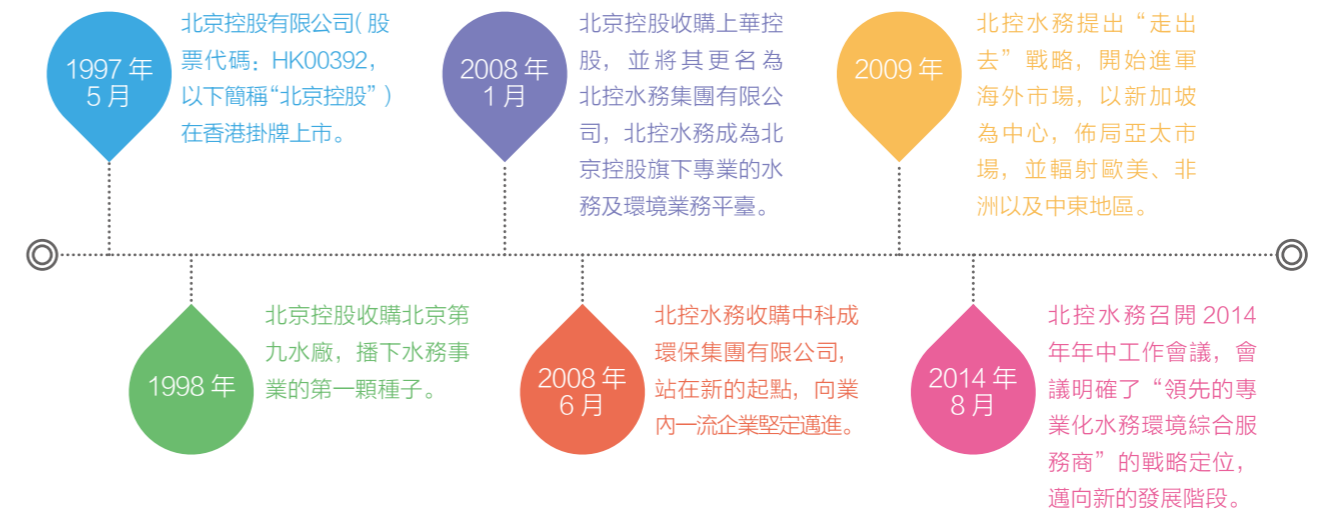 1997 年
5 月
北京控股有限公司( 股
票代碼：HK00392，
以下簡稱“北京控股” )
在香港掛牌上市。
2008 年
1 月
北京控股收購上華控
股，並將其更名為
北控水務集團有限公
司，北控水務成為北
京控股旗下專業的水
務及環境業務平臺。
2009 年
北控水務提出“走出
去”戰略，開始進軍
海外市場，以新加坡
為中心，佈局亞太市
場，並輻射歐美、非
洲以及中東地區。
1998 年
北京控股收購北京第
九水廠，播下水務事
業的第一顆種子。
2008 年
6 月
北控水務收購中科成
環保集團有限公司，
站在新的起點，向業
內一流企業堅定邁進。
2014 年
8 月
北控水務召開 2014
年年中工作會議，會
議明確了“領先的專
業化水務環境綜合服
務商”的戰略定位，
邁向新的發展階段。